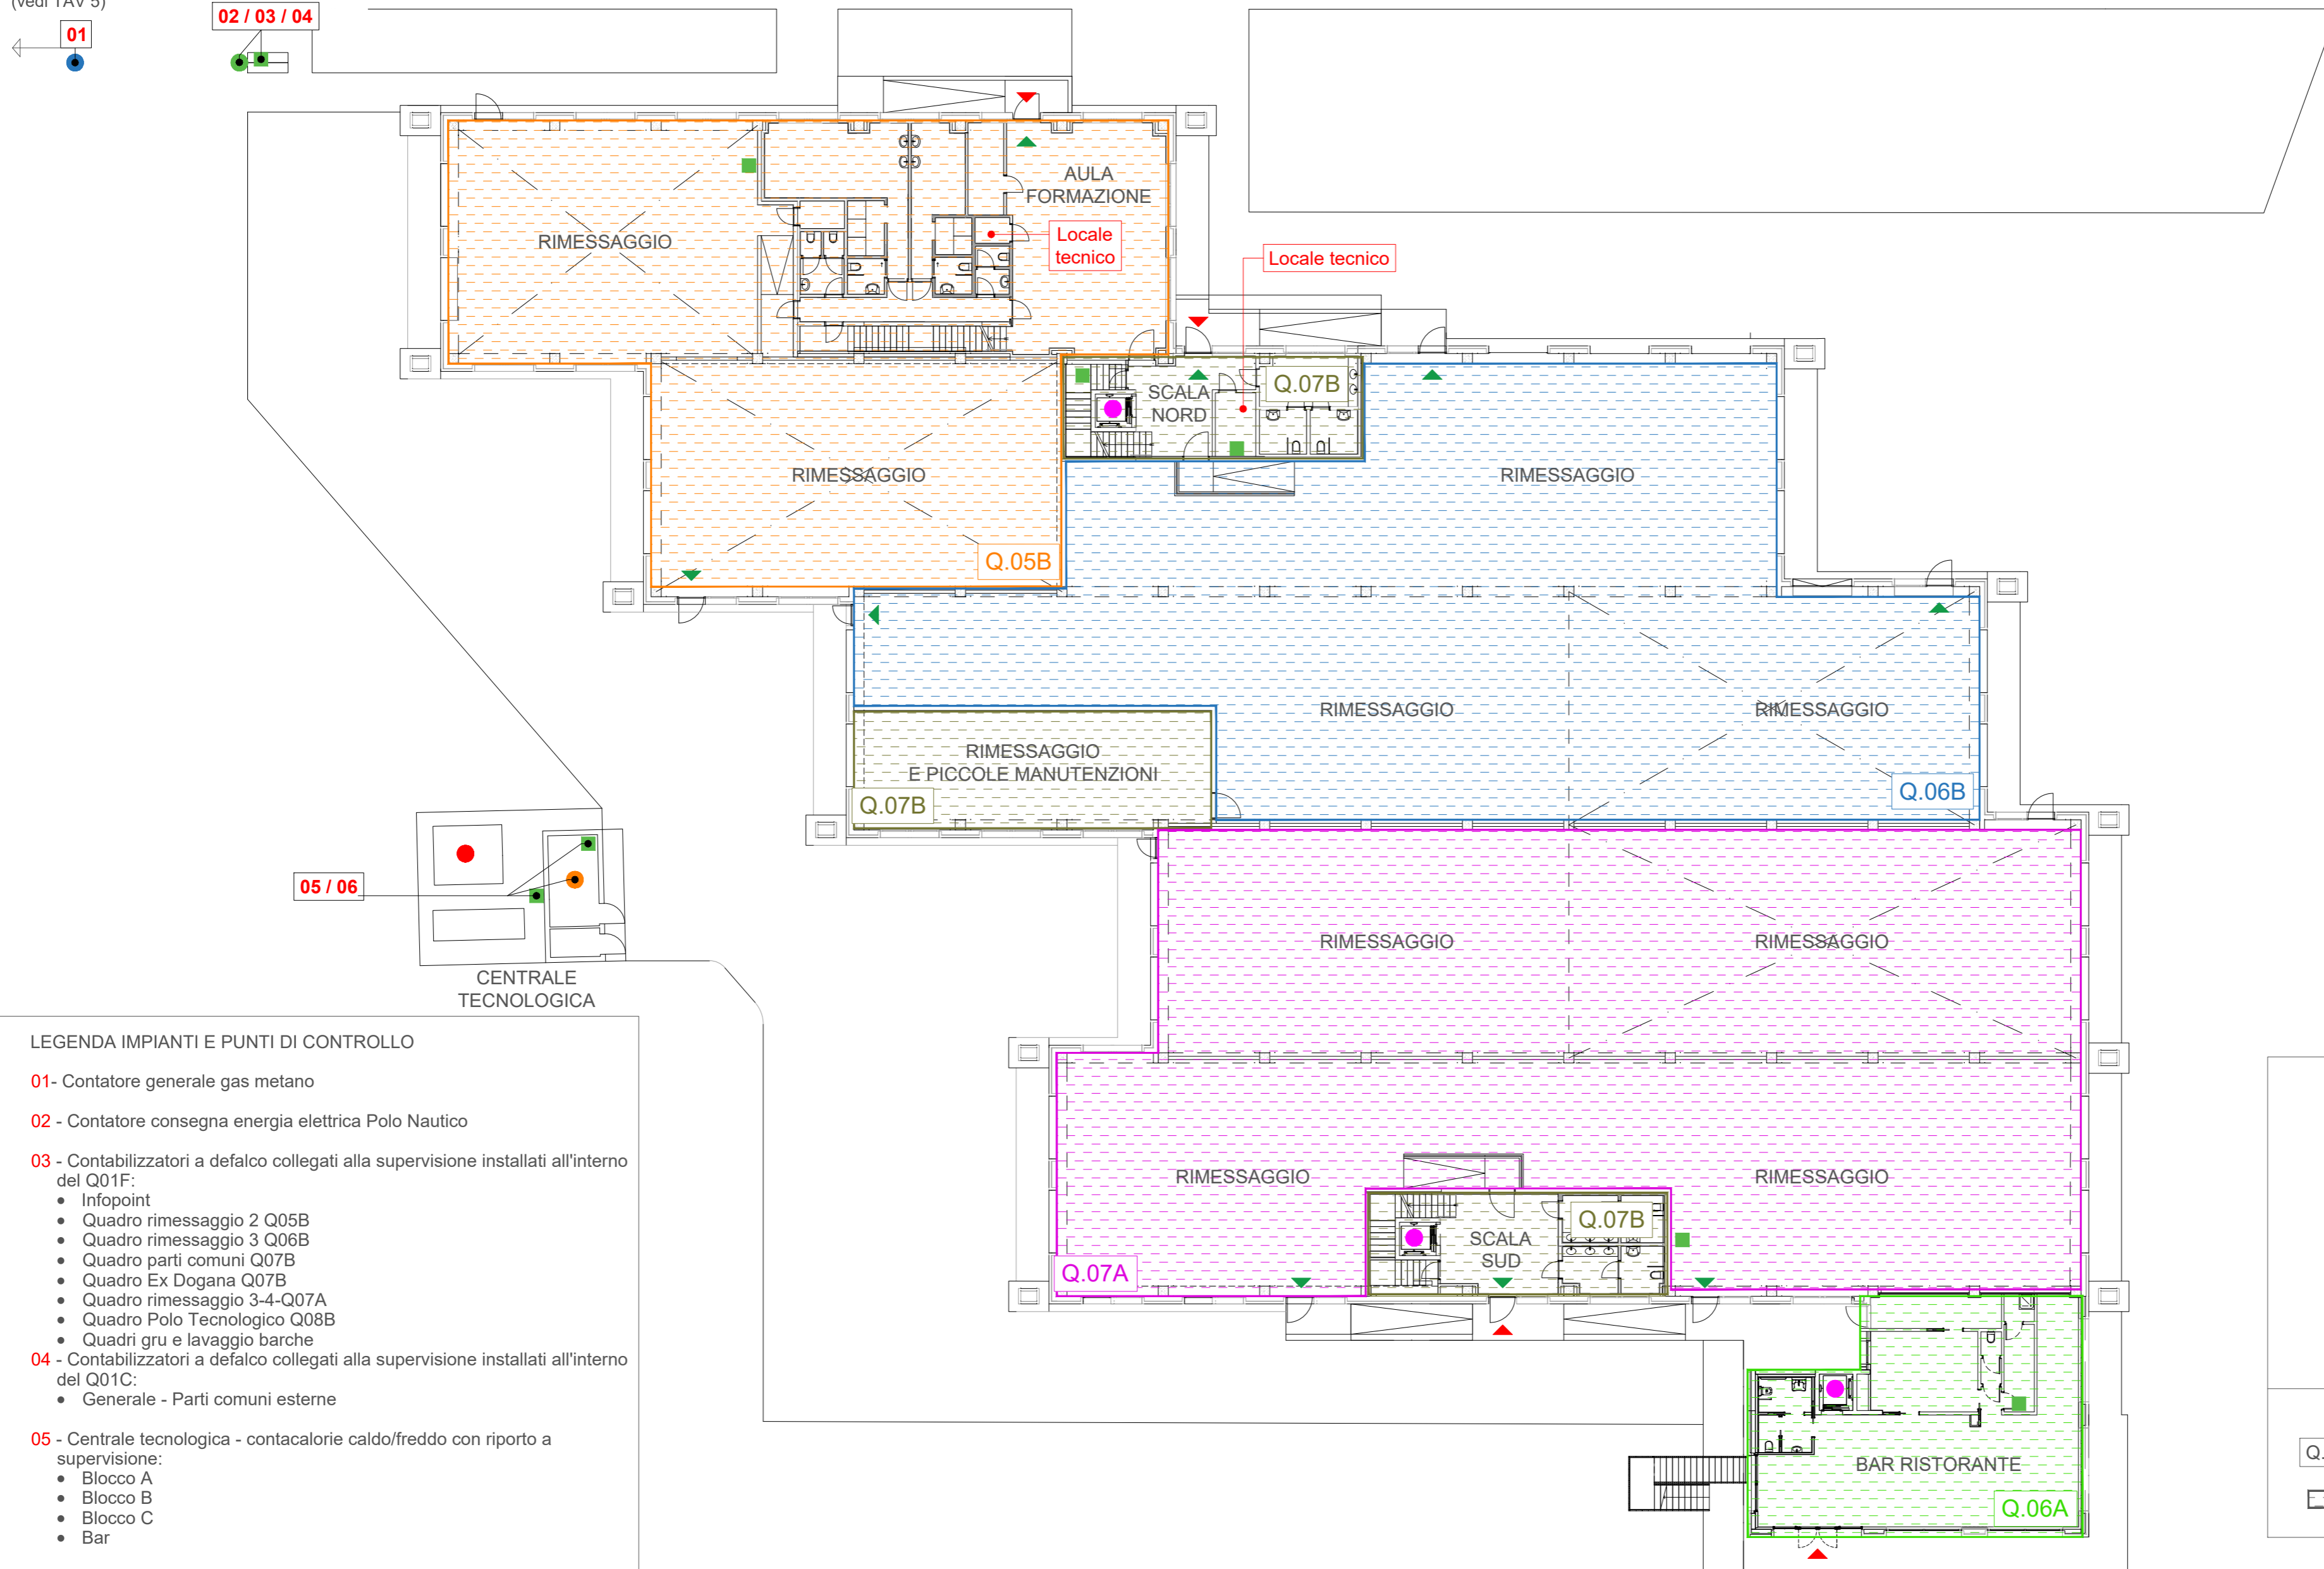 (vedi TAV 5)
01
02 / 03 / 04
AULA
FORMAZIONE
RIMESSAGGIO
Locale
tecnico
Locale tecnico
SCALA
NORD
Q.07B
RIMESSAGGIO
RIMESSAGGIO
Q.05B
RIMESSAGGIO
RIMESSAGGIO
RIMESSAGGIO
E PICCOLE MANUTENZIONI
Q.07B
Q.06B
05 / 06
CENTRALE
TECNOLOGICA
RIMESSAGGIO
RIMESSAGGIO
RIMESSAGGIO
RIMESSAGGIO
Q.07B
SCALA
SUD
Q.07A
BAR RISTORANTE
Q.06A
Q.
LEGENDA IMPIANTI E PUNTI DI CONTROLLO
01- Contatore generale gas metano
02 - Contatore consegna energia elettrica Polo Nautico
03 - Contabilizzatori a defalco collegati alla supervisione installati all'interno
del Q01F:
• Infopoint
• Quadro rimessaggio 2 Q05B
• Quadro rimessaggio 3 Q06B
• Quadro parti comuni Q07B
• Quadro Ex Dogana Q07B
• Quadro rimessaggio 3-4-Q07A
• Quadro Polo Tecnologico Q08B
• Quadri gru e lavaggio barche
04 - Contabilizzatori a defalco collegati alla supervisione installati all'interno
del Q01C:
• Generale - Parti comuni esterne
05 - Centrale tecnologica - contacalorie caldo/freddo con riporto a
supervisione:
• Blocco A
• Blocco B
• Blocco C
• Bar